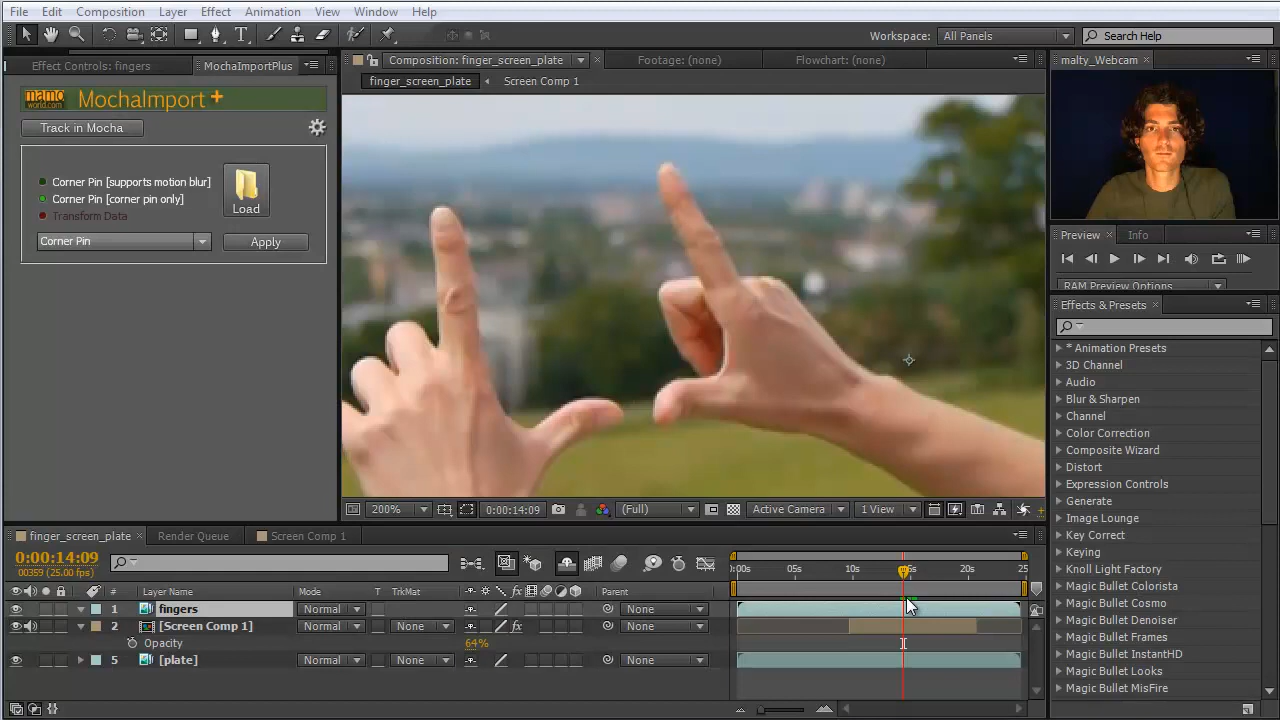 File Edit Composition Layer Effect Animation View Window Help
Workspace: All Panels Search Help
Effect Controls: fingers MochaImportPlus
Composition: finger_screen_plate × Footage: (none) Flowchart: (none)
malty_Webcam ×
finger_screen_plate Screen Comp 1
mamoworld.com MochaImport +
Track in Mocha
Corner Pin [supports motion blur]
Corner Pin [corner pin only]
Transform Data
Load
Corner Pin Apply
Preview × Info
RAM Preview Options
Effects & Presets ×
* Animation Presets
3D Channel
Audio
Blur & Sharpen
Channel
Color Correction
Composite Wizard
Distort
Expression Controls
Generate
Image Lounge
Key Correct
Keying
Knoll Light Factory
Magic Bullet Colorista
Magic Bullet Cosmo
Magic Bullet Denoiser
Magic Bullet Frames
Magic Bullet InstantHD
Magic Bullet Looks
Magic Bullet MisFire
200% 0:00:14:09 (Full) Active Camera 1 View
finger_screen_plate × Render Queue Screen Comp 1
0:00:14:09
00359 (25.00 fps)
0:00s 05s 10s 15s 20s 25
# Layer Name Mode T TrkMat Parent
1 fingers Normal None
2 [Screen Comp 1] Normal None fx None
Opacity 64%
5 [plate] Normal None None